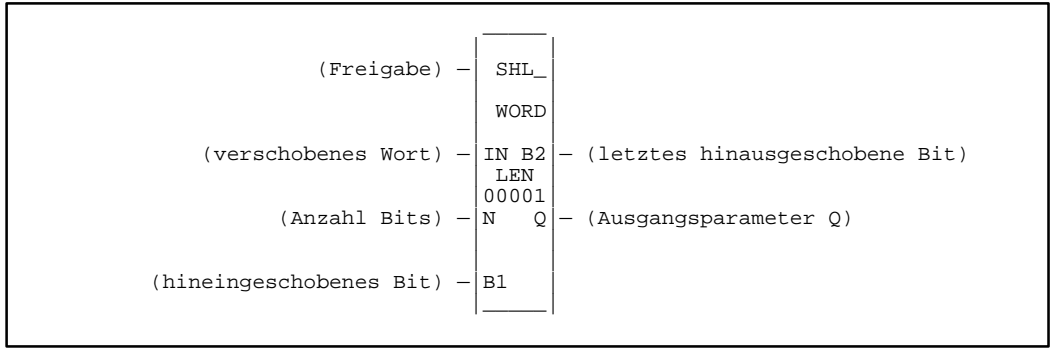 (Freigabe) — SHL_
WORD
(verschobenes Wort) — IN B2 — (letztes hinausgeschobene Bit)
LEN
00001
(Anzahl Bits) — N Q — (Ausgangsparameter Q)
(hineingeschobenes Bit) — B1